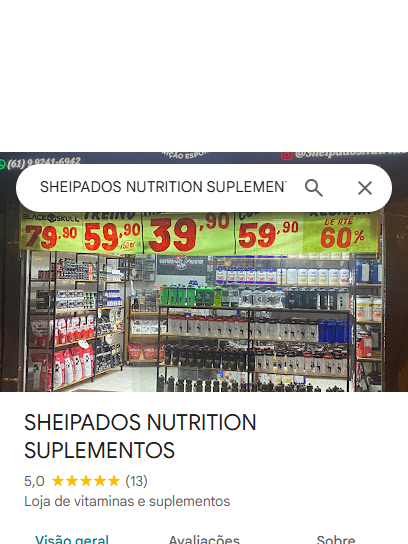 (61) 9 9241-6942
SHEIPADOS NUTRITION SUPLEMEN
BLACK SKULL
TREINO
79,90
59,90
39,90
59,90
DE ATÉ
60%
SHEIPADOS NUTRITION
SUPLEMENTOS
5,0 (13)
Loja de vitaminas e suplementos
Visão geral
Avaliações
Sobre